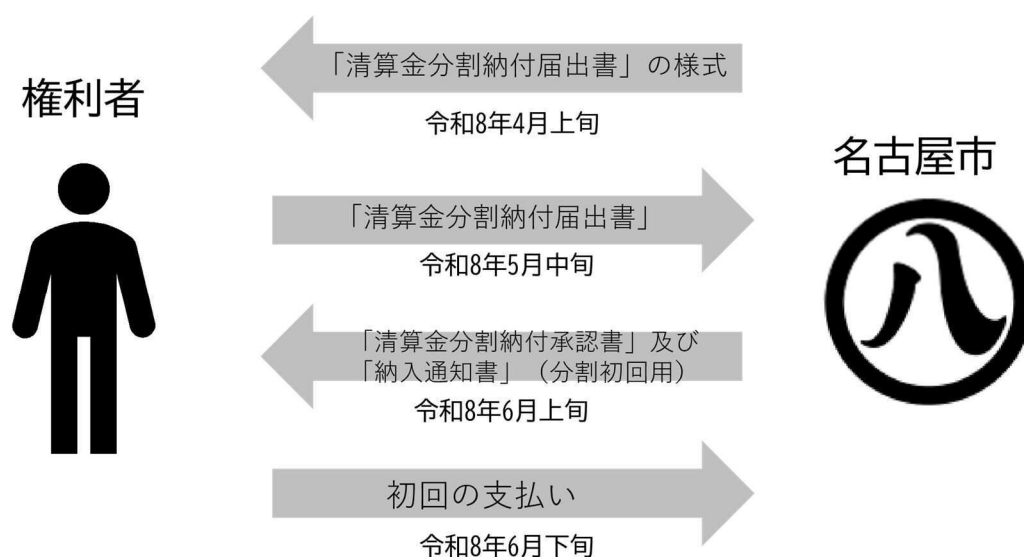 権利者
「清算金分割納付届出書」の様式
令和8年4月上旬
名古屋市
「清算金分割納付届出書」
令和8年5月中旬
八
「清算金分割納付承認書」及び
「納入通知書」（分割初回用）
令和8年6月上旬
初回の支払い
令和8年6月下旬